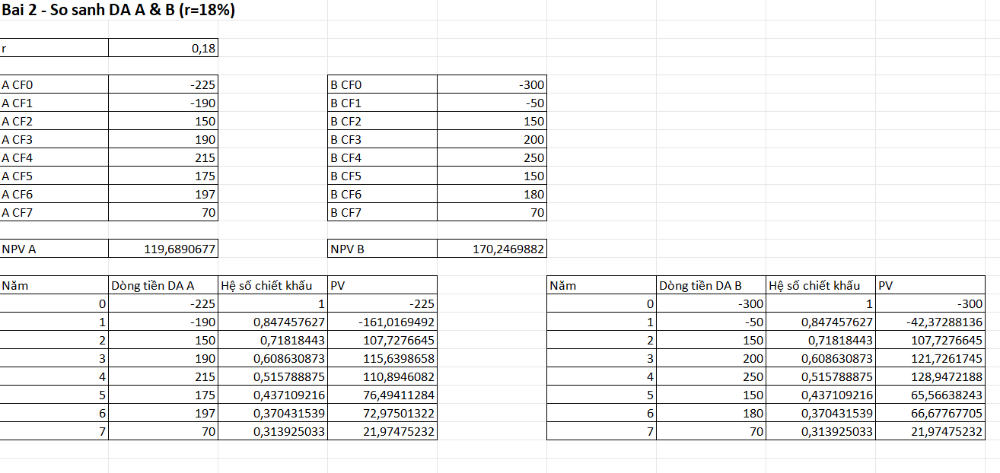 Bai 2 - So sanh DA A & B (r=18%)
r 0,18
A CF0 -225 B CF0 -300
A CF1 -190 B CF1 -50
A CF2 150 B CF2 150
A CF3 190 B CF3 200
A CF4 215 B CF4 250
A CF5 175 B CF5 150
A CF6 197 B CF6 180
A CF7 70 B CF7 70
NPV A 119,6890677 NPV B 170,2469882
Năm Dòng tiền DA A Hệ số chiết khấu PV Năm Dòng tiền DA B Hệ số chiết khấu PV
0 -225 1 -225 0 -300 1 -300
1 -190 0,847457627 -161,0169492 1 -50 0,847457627 -42,37288136
2 150 0,71818443 107,7276645 2 150 0,71818443 107,7276645
3 190 0,608630873 115,6398658 3 200 0,608630873 121,7261745
4 215 0,515788875 110,8946082 4 250 0,515788875 128,9472188
5 175 0,437109216 76,49411284 5 150 0,437109216 65,56638243
6 197 0,370431539 72,97501322 6 180 0,370431539 66,67767705
7 70 0,313925033 21,97475232 7 70 0,313925033 21,97475232